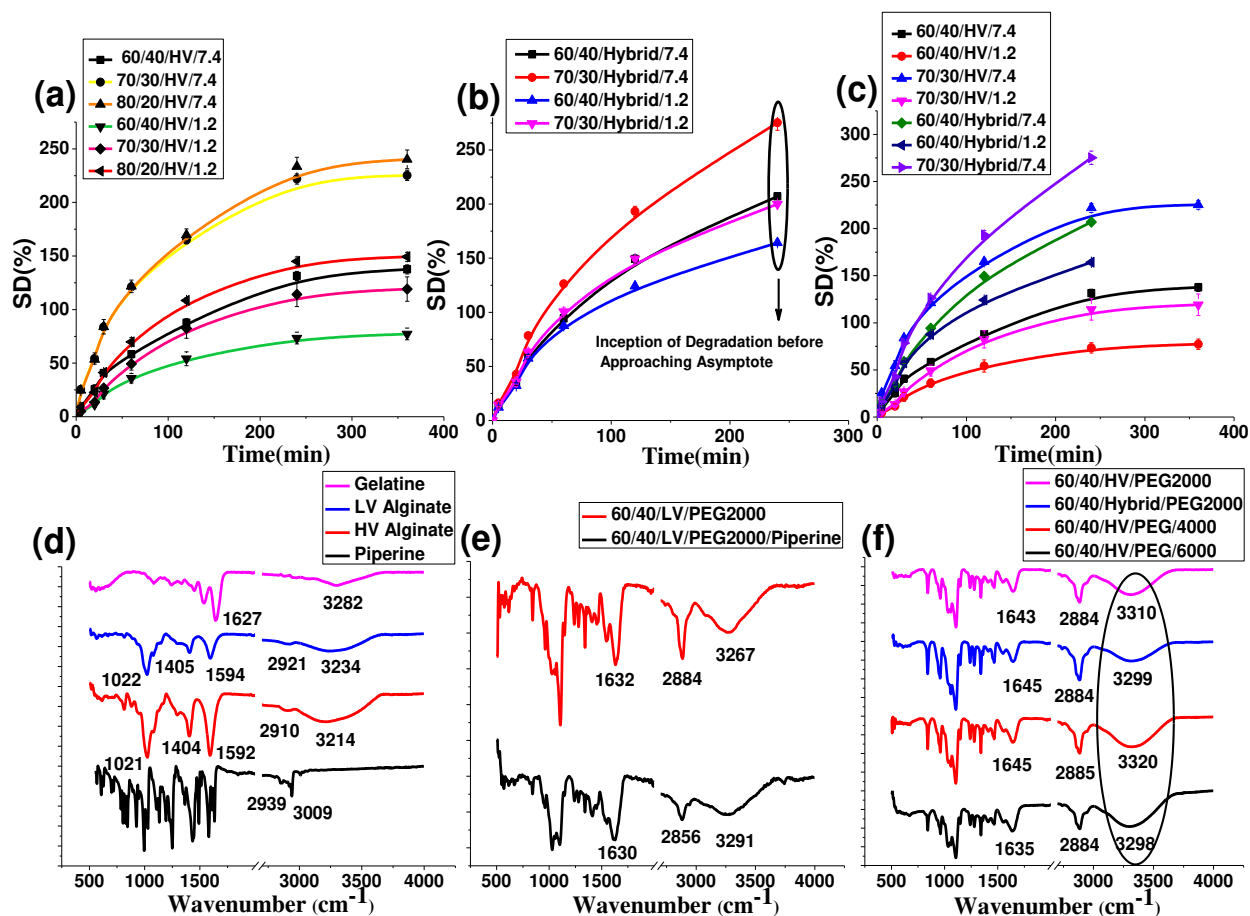 (a)
60/40/HV/7.4
70/30/HV/7.4
80/20/HV/7.4
60/40/HV/1.2
70/30/HV/1.2
80/20/HV/1.2
SD(%)
250
200
150
100
50
0
0 100 200 300 400
Time(min)
(b)
60/40/Hybrid/7.4
70/30/Hybrid/7.4
60/40/Hybrid/1.2
70/30/Hybrid/1.2
Inception of Degradation before
Approaching Asymptote
SD(%)
250
200
150
100
50
0
0 100 200 300
Time(min)
(c)
60/40/HV/7.4
60/40/HV/1.2
70/30/HV/7.4
70/30/HV/1.2
60/40/Hybrid/7.4
60/40/Hybrid/1.2
70/30/Hybrid/7.4
SD(%)
300
275
250
225
200
175
150
125
100
75
50
25
0
0 100 200 300 400
Time(min)
(d)
Gelatine
LV Alginate
HV Alginate
Piperine
1627 3282
1022 1405 1594 2921 3234
1021 1404 1592 2910 3214
2939 3009
500 1000 1500 3000 3500 4000
Wavenumber (cm-1)
(e)
60/40/LV/PEG2000
60/40/LV/PEG2000/Piperine
1632 2884 3267
1630 2856 3291
500 1000 1500 3000 3500 4000
Wavenumber (cm-1)
(f)
60/40/HV/PEG2000
60/40/Hybrid/PEG2000
60/40/HV/PEG/4000
60/40/HV/PEG/6000
1643 2884 3310
1645 2884 3299
1645 2885 3320
1635 2884 3298
500 1000 1500 3000 3500 4000
Wavenumber (cm-1)